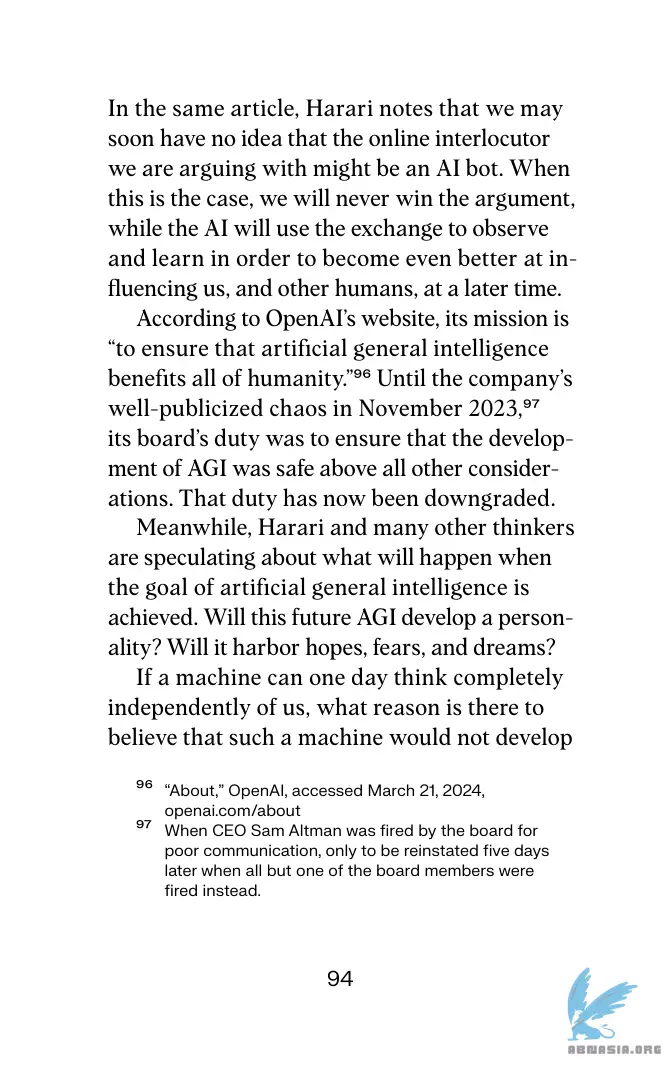 In the same article, Harari notes that we may
soon have no idea that the online interlocutor
we are arguing with might be an AI bot. When
this is the case, we will never win the argument,
while the AI will use the exchange to observe
and learn in order to become even better at in-
fluencing us, and other humans, at a later time.
According to OpenAI’s website, its mission is
“to ensure that artificial general intelligence
benefits all of humanity.”⁹⁶ Until the company’s
well-publicized chaos in November 2023,⁹⁷
its board’s duty was to ensure that the develop-
ment of AGI was safe above all other consider-
ations. That duty has now been downgraded.
Meanwhile, Harari and many other thinkers
are speculating about what will happen when
the goal of artificial general intelligence is
achieved. Will this future AGI develop a person-
ality? Will it harbor hopes, fears, and dreams?
If a machine can one day think completely
independently of us, what reason is there to
believe that such a machine would not develop
⁹⁶ “About,” OpenAI, accessed March 21, 2024,
openai.com/about
⁹⁷ When CEO Sam Altman was fired by the board for
poor communication, only to be reinstated five days
later when all but one of the board members were
fired instead.
94
ABNASIA.ORG